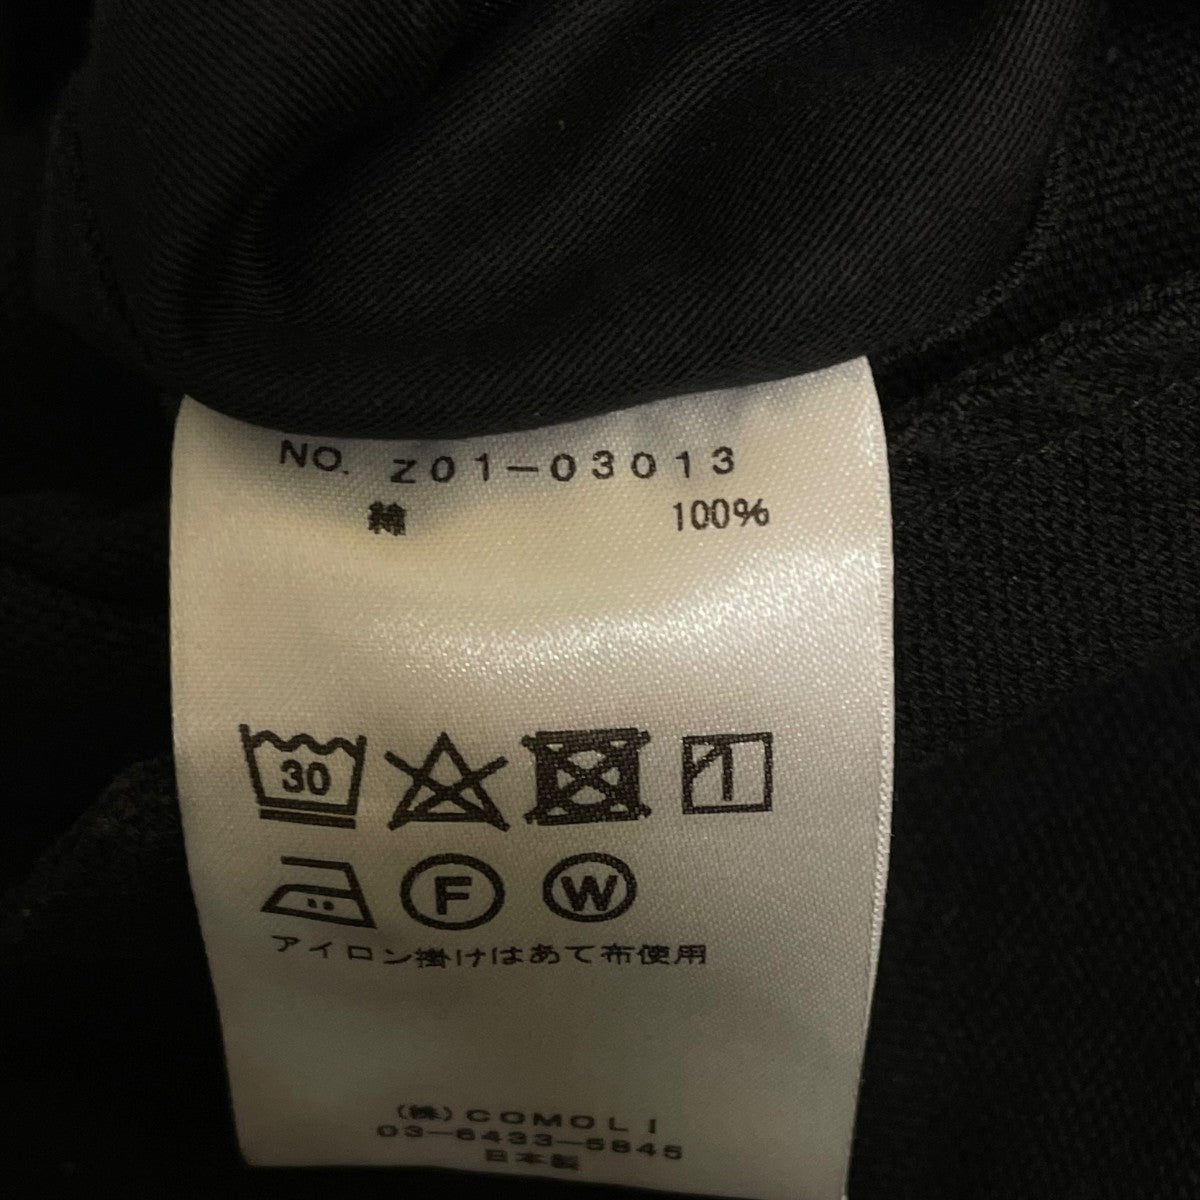 NO. Z01-03013
綿 100%
30
F W
アイロン掛けはあて布使用
(株)COMOLI
03-6433-5845
日本製